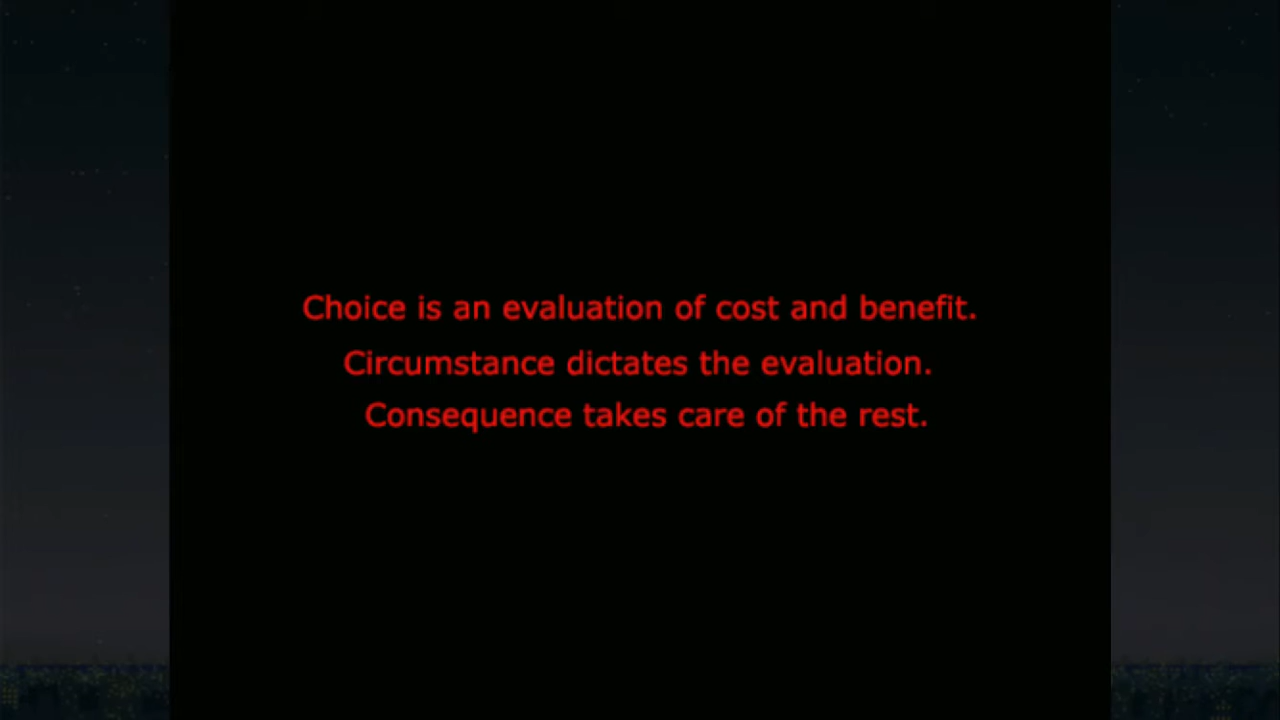 Choice is an evaluation of cost and benefit.
Circumstance dictates the evaluation.
Consequence takes care of the rest.